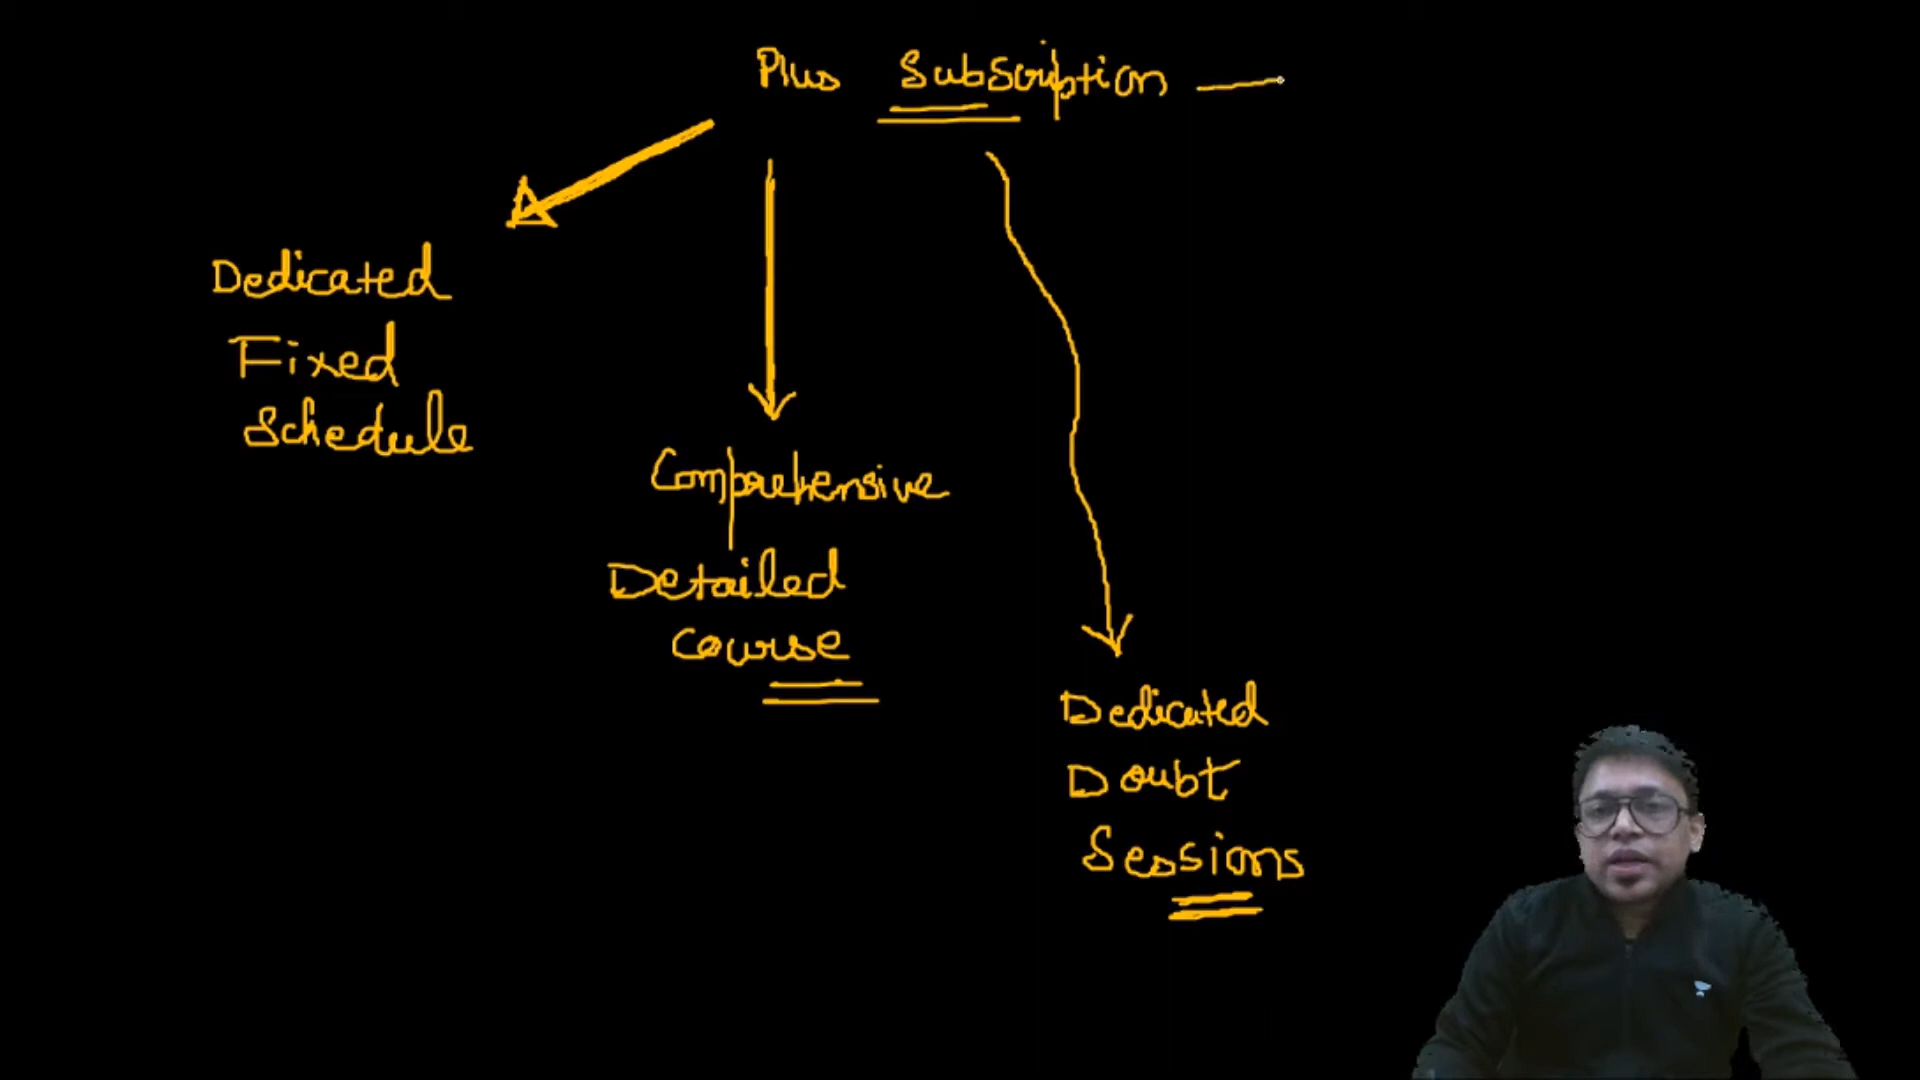 Plus Subscription
Dedicated
Fixed
Schedule
Comprehensive
Detailed
Course
Dedicated
Doubt
Sessions